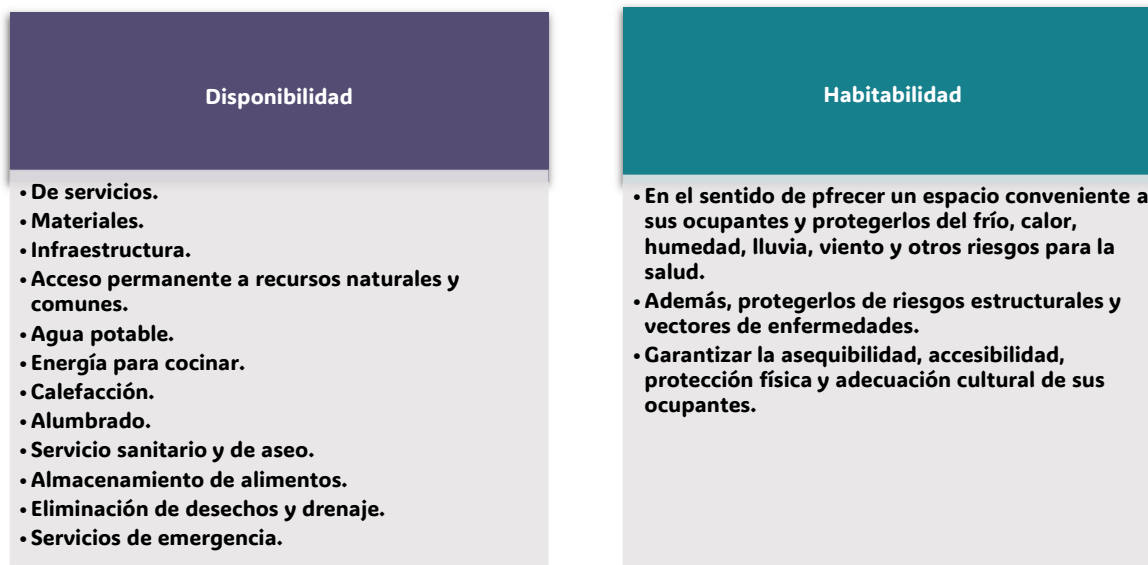 Disponibilidad
• De servicios.
• Materiales.
• Infraestructura.
• Acceso permanente a recursos naturales y
comunes.
• Agua potable.
• Energía para cocinar.
• Calefacción.
• Alumbrado.
• Servicio sanitario y de aseo.
• Almacenamiento de alimentos.
• Eliminación de desechos y drenaje.
• Servicios de emergencia.
Habitabilidad
• En el sentido de pfrecer un espacio conveniente a
sus ocupantes y protegerlos del frío, calor,
humedad, lluvia, viento y otros riesgos para la
salud.
• Además, protegerlos de riesgos estructurales y
vectores de enfermedades.
• Garantizar la asequibilidad, accesibilidad,
protección física y adecuación cultural de sus
ocupantes.